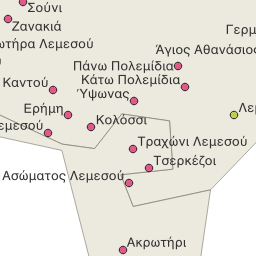 Σούνι
Ζανακιά
Γερμ
ωτήρα Λεμεσού
Άγιος Αθανάσιος
Πάνω Πολεμίδια
Κάτω Πολεμίδια
Καντού
Ύψωνας
Ερήμη
Λε
Κολόσσι
εμεσού
Τραχώνι Λεμεσού
Τσερκέζοι
Ασώματος Λεμεσού
Ακρωτήρι